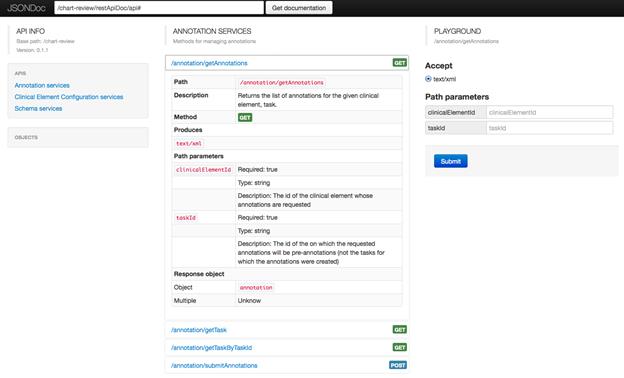 JSONDoc
/chart-review/restApiDoc/api#
Get documentation
API INFO
Base path: /chart-review
Version: 0.1.1
APIS
Annotation services
Clinical Element Configuration services
Schema services
OBJECTS
ANNOTATION SERVICES
Methods for managing annotations
/annotation/getAnnotations GET
Path /annotation/getAnnotations
Description Returns the list of annotations for the given clinical
element, task.
Method GET
Produces
text/xml
Path parameters
clinicalElementId Required: true
Type: string
Description: The id of the clinical element whose
annotations are requested
taskId Required: true
Type: string
Description: The id of the on which the requested
annotations will be pre-annotations (not the tasks for
which the annotations were created)
Response object
Object annotation
Multiple Unknow
/annotation/getTask GET
/annotation/getTaskByTaskId GET
/annotation/submitAnnotations POST
PLAYGROUND
/annotation/getAnnotations
Accept
text/xml
Path parameters
clinicalElementId clinicalElementId
taskId taskId
Submit